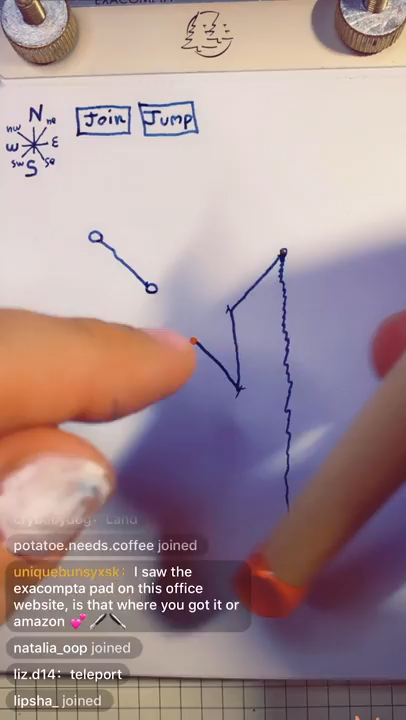 EXACOMPTA
N
nw ne
W E
sw se
S
Join Jump
Land
potatoe.needs.coffee joined
uniquebunsyxsk: I saw the
exacompta pad on this office
website, is that where you got it or
amazon 💕
natalia_oop joined
liz.d14: teleport
lipsha_ joined